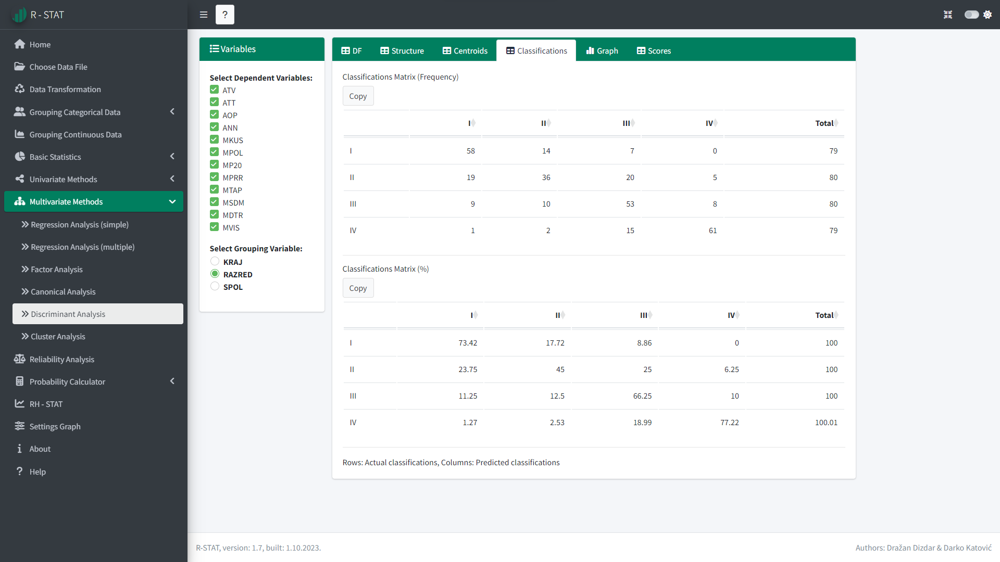 R - STAT
?
Home
Choose Data File
Data Transformation
Grouping Categorical Data
Grouping Continuous Data
Basic Statistics
Univariate Methods
Multivariate Methods
Regression Analysis (simple)
Regression Analysis (multiple)
Factor Analysis
Canonical Analysis
Discriminant Analysis
Cluster Analysis
Reliability Analysis
Probability Calculator
RH - STAT
Settings Graph
About
Help
Variables
Select Dependent Variables:
ATV
ATT
AOP
ANN
MKUS
MPOL
MP20
MPRR
MTAP
MSDM
MDTR
MVIS
Select Grouping Variable:
KRAJ
RAZRED
SPOL
DF Structure Centroids Classifications Graph Scores
Classifications Matrix (Frequency)
Copy
I II III IV Total
I 58 14 7 0 79
II 19 36 20 5 80
III 9 10 53 8 80
IV 1 2 15 61 79
Classifications Matrix (%)
Copy
I II III IV Total
I 73.42 17.72 8.86 0 100
II 23.75 45 25 6.25 100
III 11.25 12.5 66.25 10 100
IV 1.27 2.53 18.99 77.22 100.01
Rows: Actual classifications, Columns: Predicted classifications
R-STAT, version: 1.7, built: 1.10.2023.
Authors: Dražan Dizdar & Darko Katović